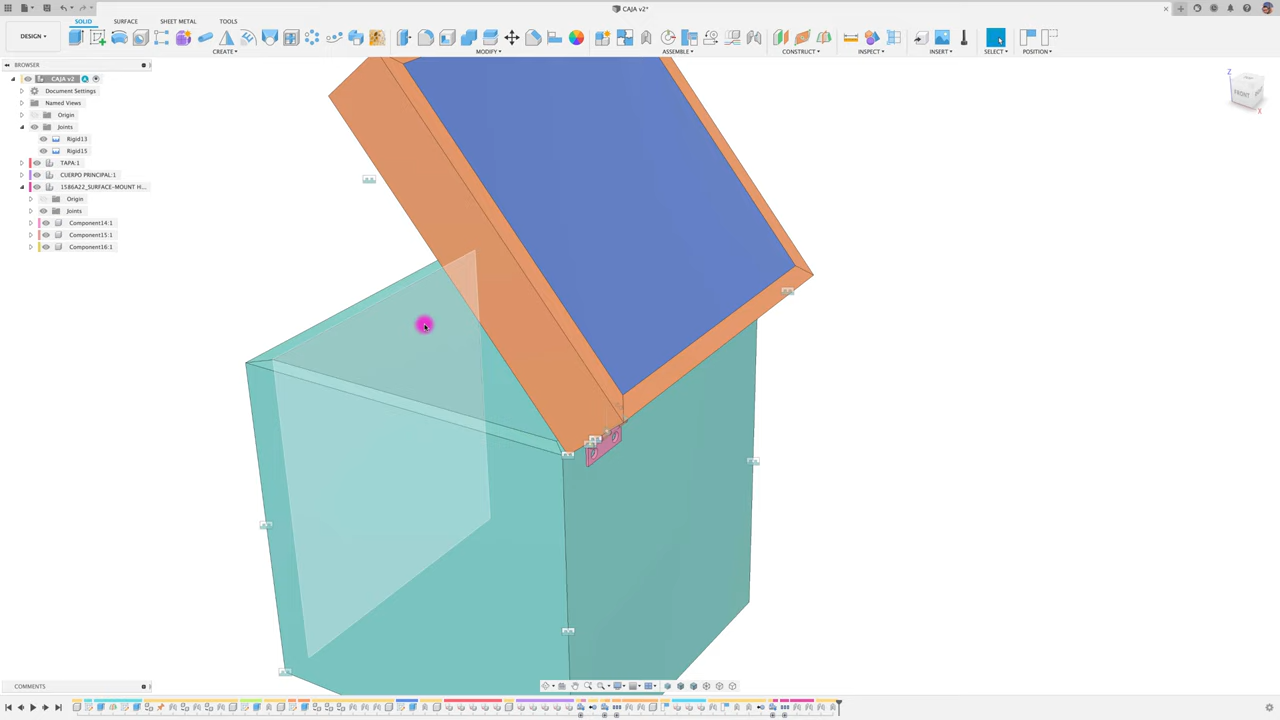 CAJA v2*
SOLID SURFACE SHEET METAL TOOLS
DESIGN
CREATE
MODIFY
ASSEMBLE
CONSTRUCT
INSPECT
INSERT
SELECT
POSITION
BROWSER
CAJA v2
Document Settings
Named Views
Origin
Joints
Rigid13
Rigid15
TAPA:1
CUERPO PRINCIPAL:1
1586A22_SURFACE-MOUNT H...
Origin
Joints
Component14:1
Component15:1
Component16:1
Z
FRONT
X
COMMENTS